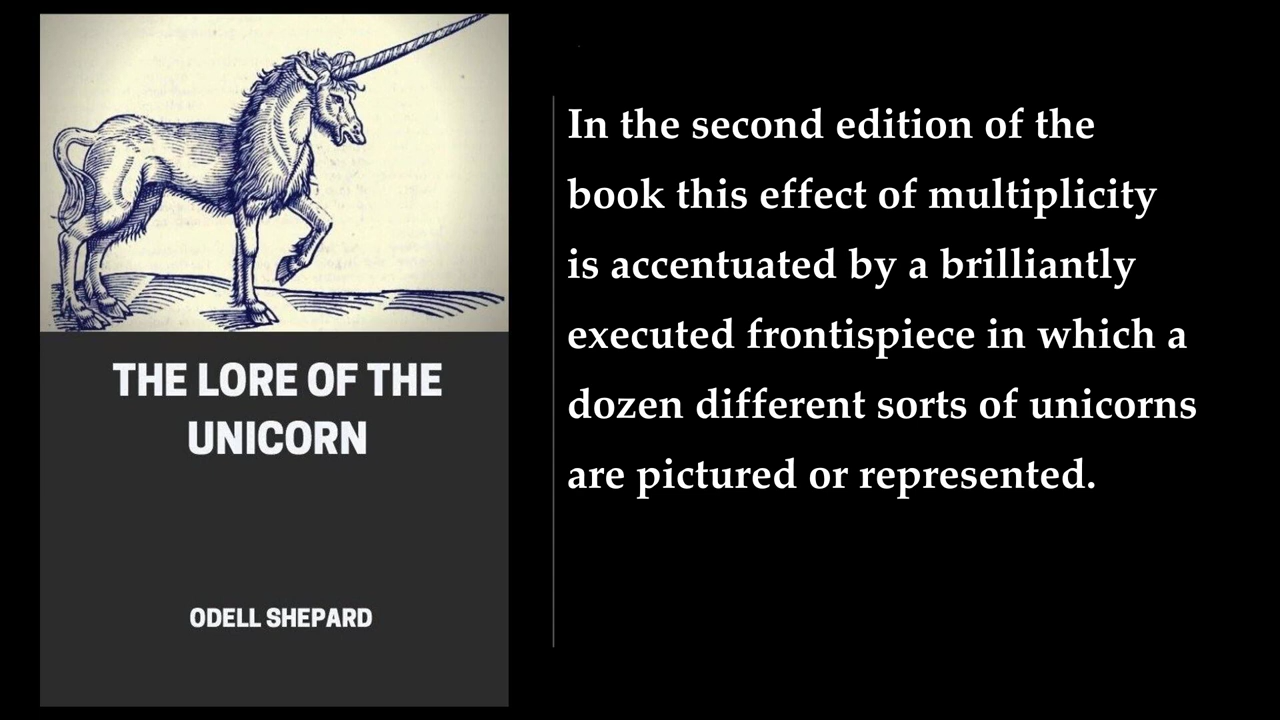 THE LORE OF THE
UNICORN
ODELL SHEPARD
In the second edition of the
book this effect of multiplicity
is accentuated by a brilliantly
executed frontispiece in which a
dozen different sorts of unicorns
are pictured or represented.